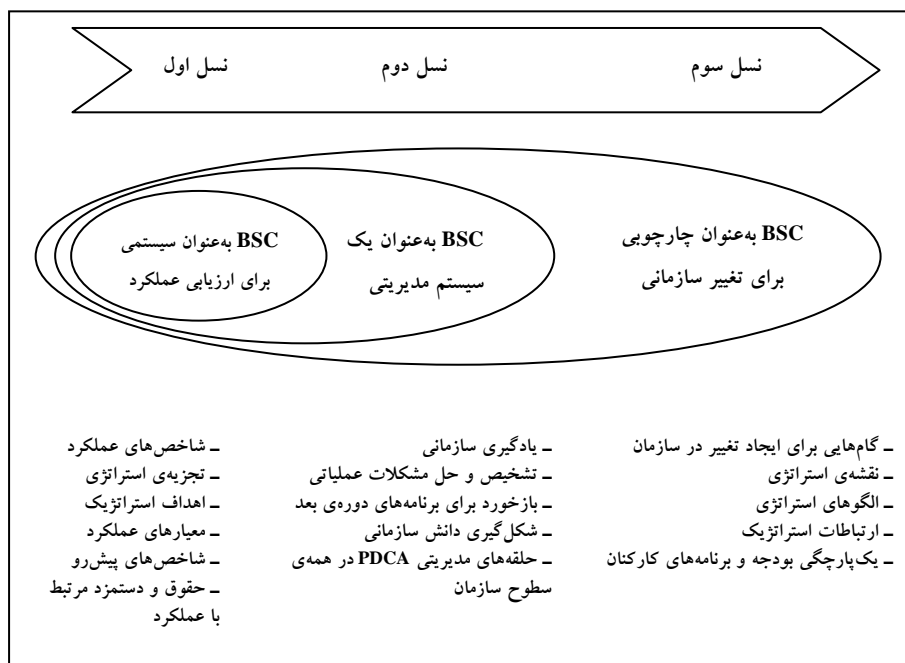 نسل اول
نسل دوم
نسل سوم
BSC به‌عنوان سیستمی
برای ارزیابی عملکرد
BSC به‌عنوان یک
سیستم مدیریتی
BSC به‌عنوان چارچوبی
برای تغییر سازمانی
ـ شاخص‌های عملکرد
ـ تجزیه‌ی استراتژی
ـ اهداف استراتژیک
ـ معیارهای عملکرد
ـ شاخص‌های پیش‌رو
ـ حقوق و دستمزد مرتبط
با عملکرد
ـ یادگیری سازمانی
ـ تشخیص و حل مشکلات عملیاتی
ـ بازخورد برای برنامه‌های دوره‌ی بعد
ـ شکل‌گیری دانش سازمانی
ـ حلقه‌های مدیریتی PDCA در همه‌ی
سطوح سازمان
ـ گام‌هایی برای ایجاد تغییر در سازمان
ـ نقشه‌ی استراتژی
ـ الگوهای استراتژی
ـ ارتباطات استراتژیک
ـ یک‌پارچگی بودجه و برنامه‌های کارکنان